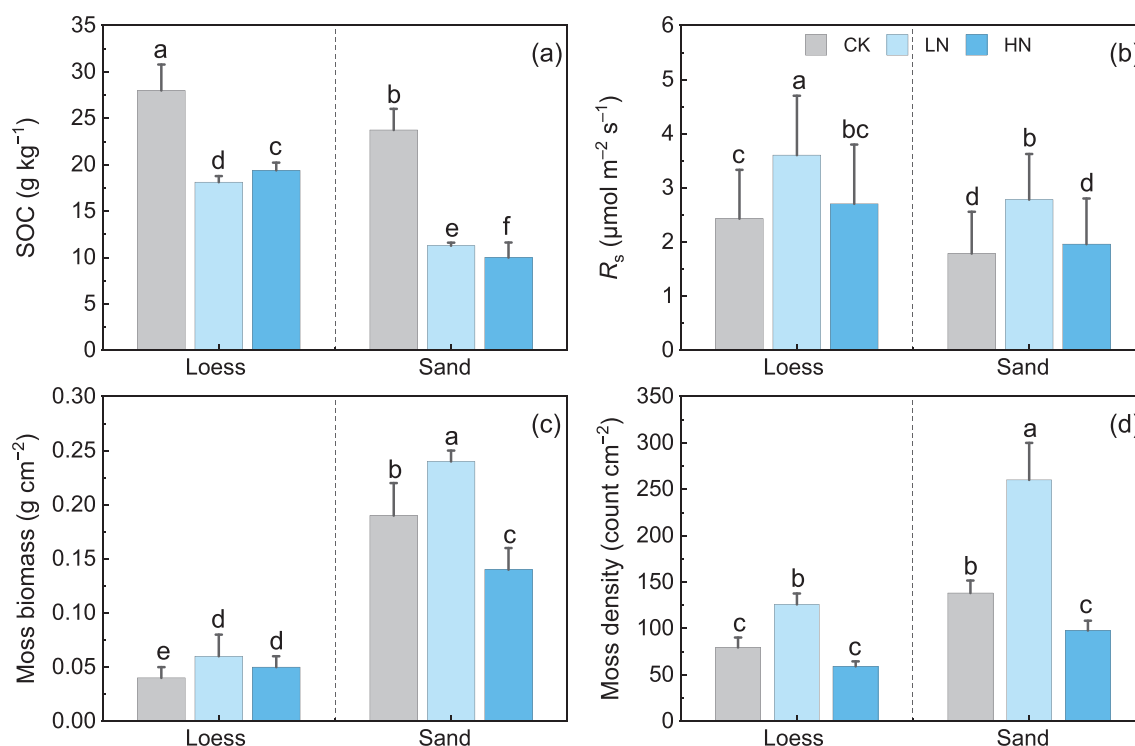 35
30
25
20
15
10
5
0
SOC (g kg⁻¹)
(a)
a
d
c
b
e
f
Loess
Sand
6
5
4
3
2
1
0
Rₛ (μmol m⁻² s⁻¹)
CK
LN
HN
(b)
c
a
bc
d
b
d
Loess
Sand
0.30
0.25
0.20
0.15
0.10
0.05
0.00
Moss biomass (g cm⁻²)
(c)
e
d
d
b
a
c
Loess
Sand
350
300
250
200
150
100
50
0
Moss density (count cm⁻²)
(d)
c
b
c
b
a
c
Loess
Sand